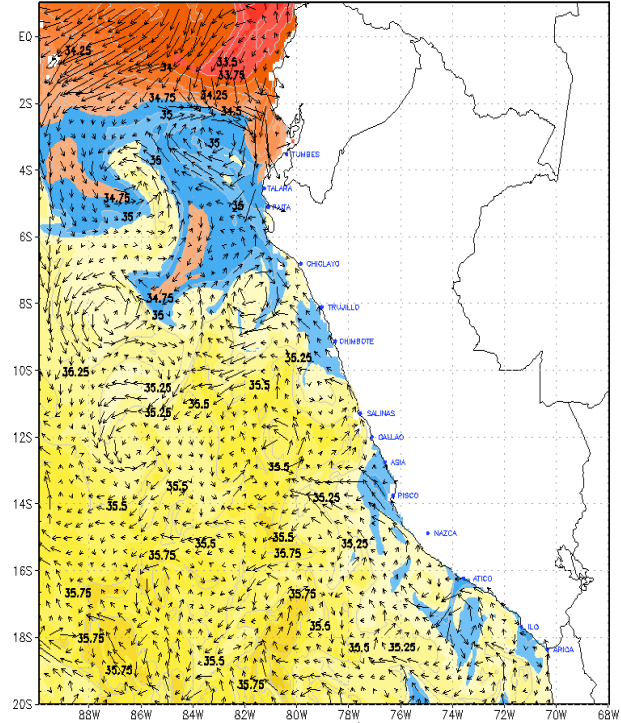 EQ
34.25
33.5
34
33.75
34.75
34.25
2S
34.5
35
35
TUMBES
35
4S
TALARA
34.75
35
PAITA
35
6S
CHICLAYO
34.75
8S
TRUJILLO
35
CHIMBOTE
35.25
35.25
10S
35.25
35.5
35.25
35.5
SALINAS
12S
CALLAO
35.5
ASIA
35.5
PISCO
14S
35.25
35.5
NAZCA
35.5
35.5
35.25
35.75
35.75
16S
ATICO
35.75
35.75
35.5
ILO
18S
35.75
35.5
35.25
ARICA
35.5
35.75
35.75
20S
88W
86W
84W
82W
80W
78W
76W
74W
72W
70W
68W